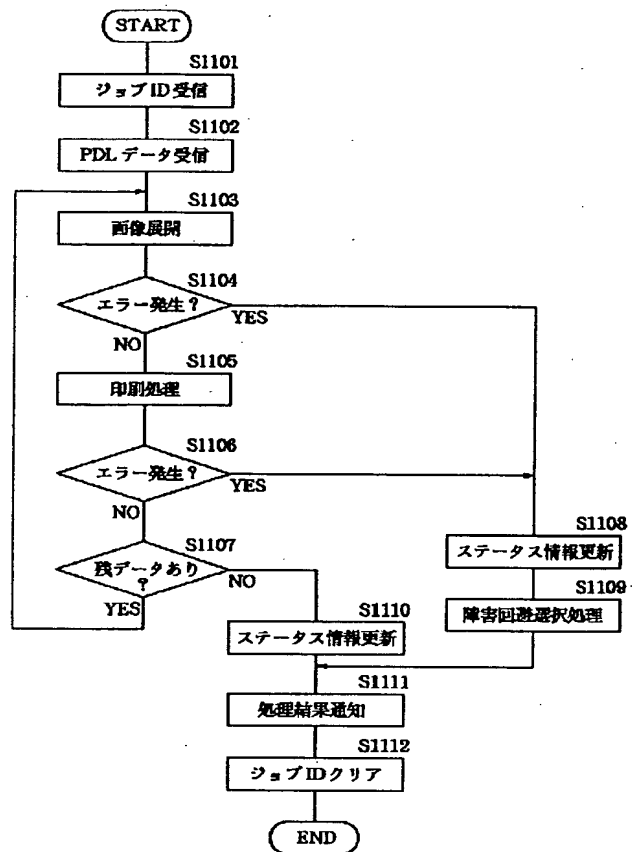 START
S1101
ジョブID受信
S1102
PDLデータ受信
S1103
画像展開
S1104
エラー発生?
YES
NO
S1105
印刷処理
S1106
エラー発生?
YES
NO
S1107
残データあり
?
NO
YES
S1108
ステータス情報更新
S1109
障害回避選択処理
S1110
ステータス情報更新
S1111
処理結果通知
S1112
ジョブIDクリア
END